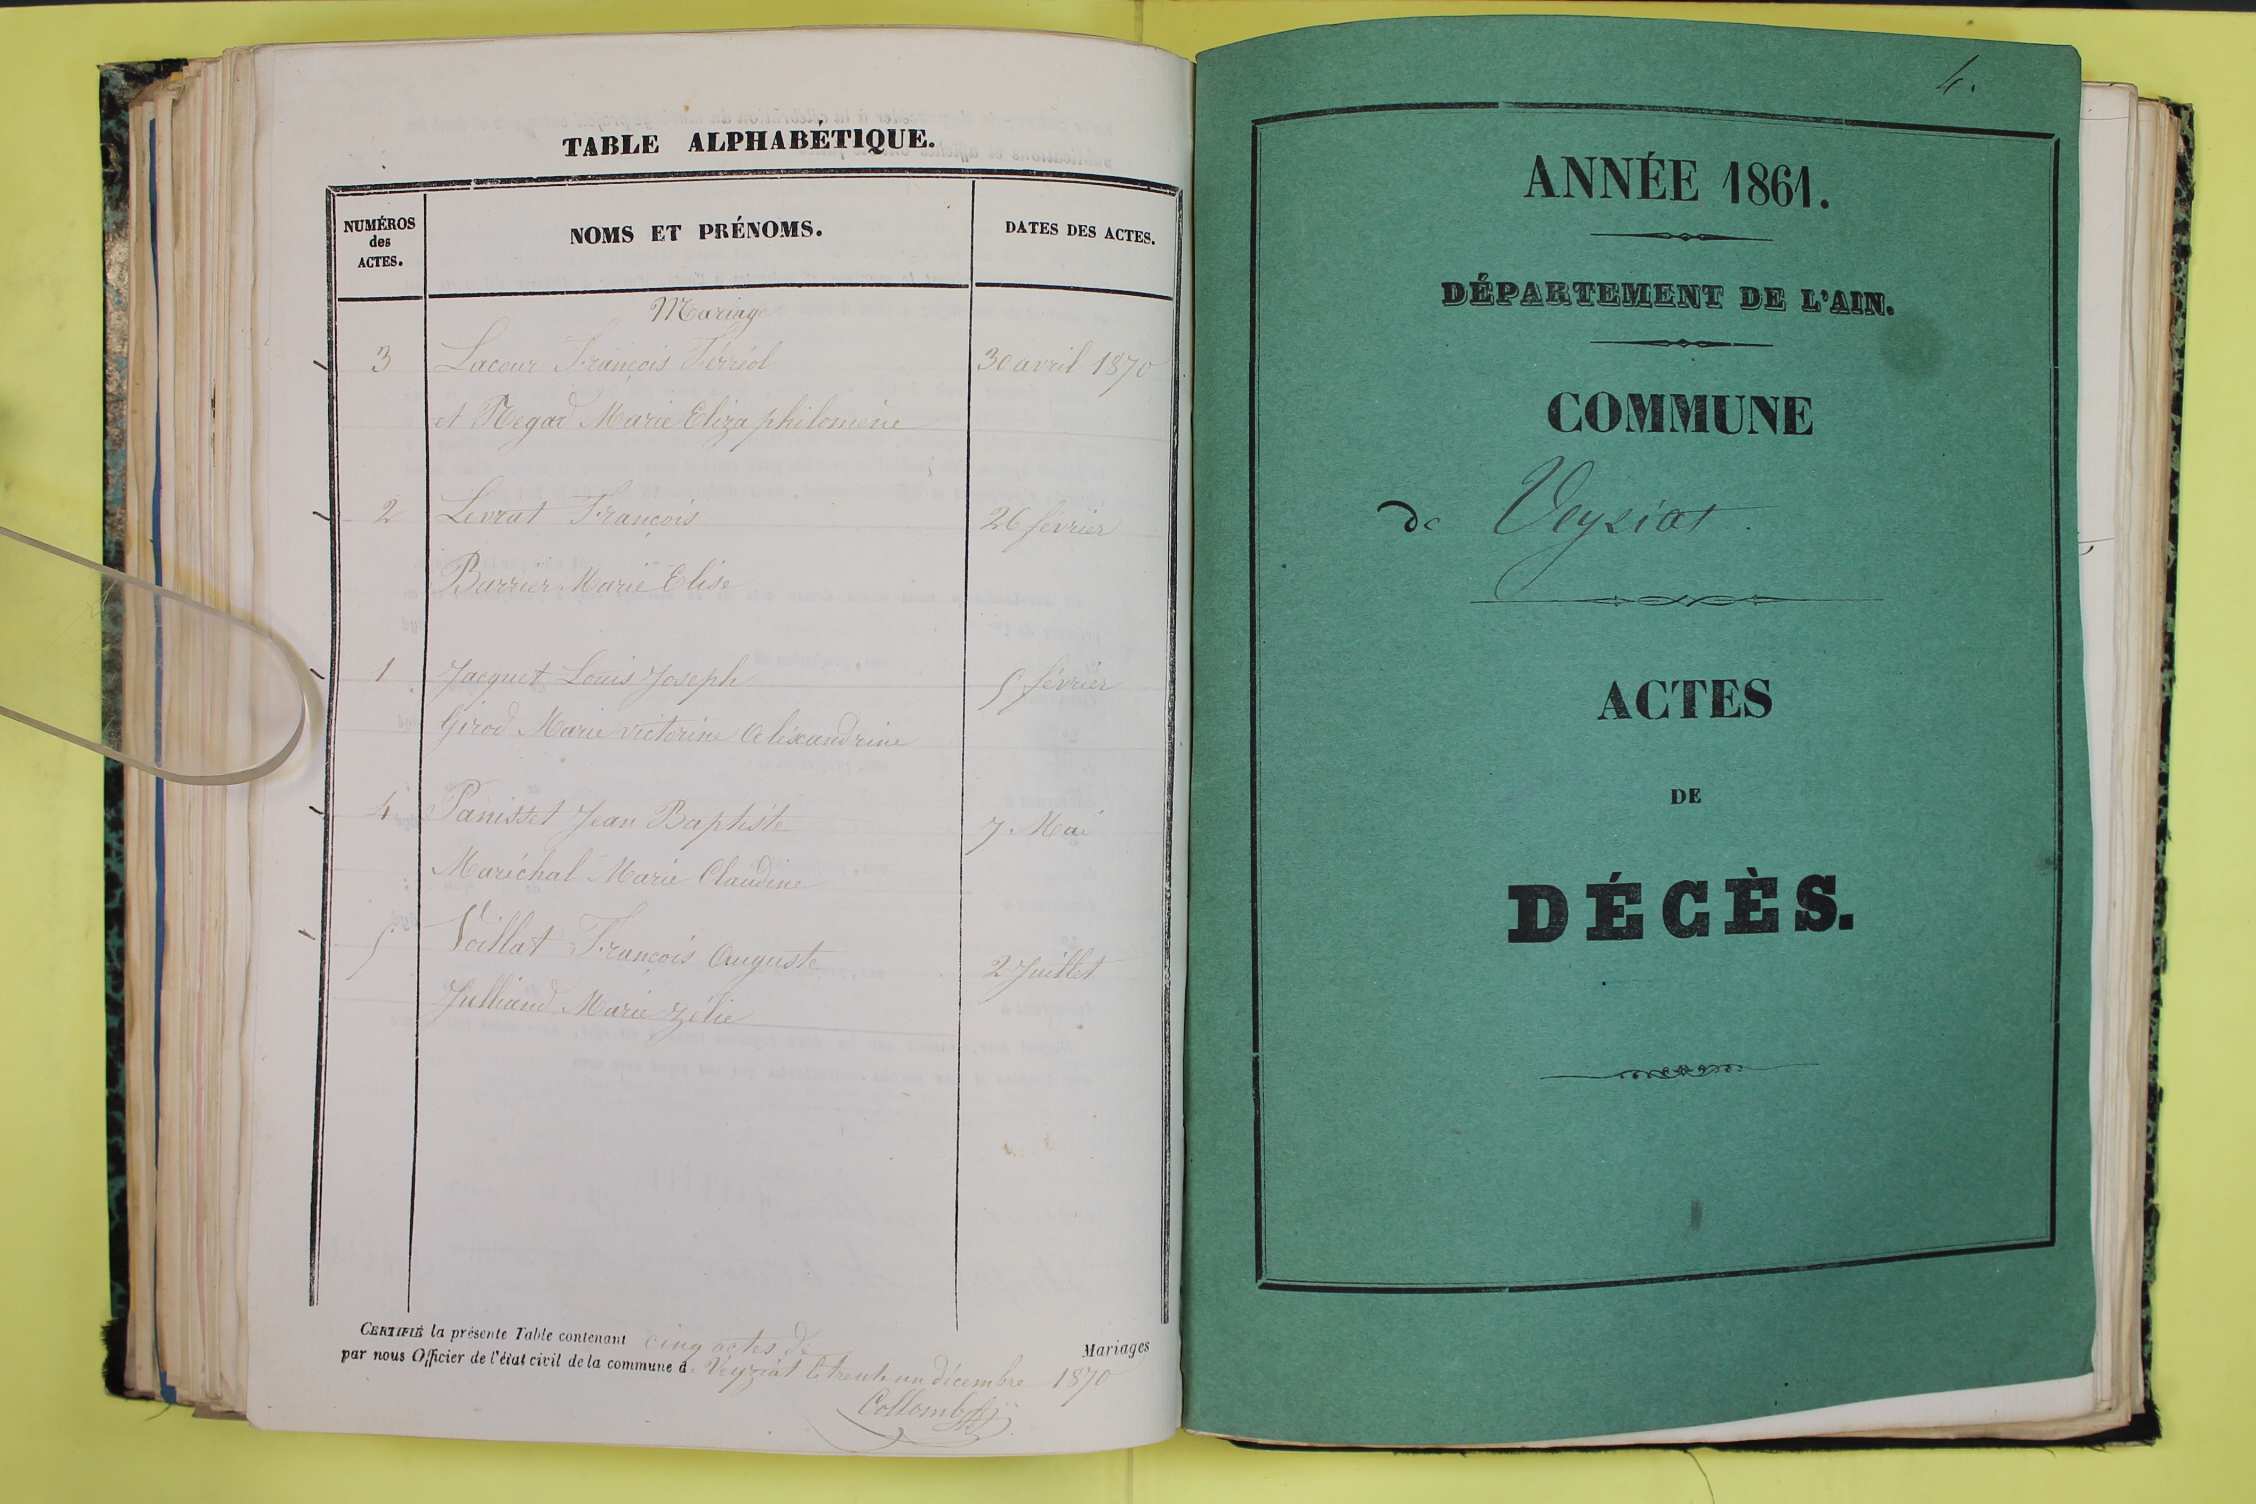 TABLE ALPHABÉTIQUE.
NUMÉROS
des
ACTES.
NOMS ET PRÉNOMS.
DATES DES ACTES.
Mariage
3 Lacour François Ferréol 30 avril 1870
et Megard Marie Eliza philomène
2 Levrat François 26 février
Barrier Marie Elise
1 Jacquet Louis Joseph 5 février
Girod Marie victorine Alexandrine
4 Panisset Jean Baptiste 7 Mai
Maréchal Marie Claudine
5 Voillat François Auguste 2 Juillet
Julliand Marie Zélie
CERTIFIÉ la présente Table contenant cinq actes de Mariages
par nous Officier de l'état civil de la commune à Veyziat le trente un décembre 1870
Collomb
4.
ANNÉE 1861.
DÉPARTEMENT DE L'AIN.
COMMUNE
de Veyziat
ACTES
DE
DÉCÈS.